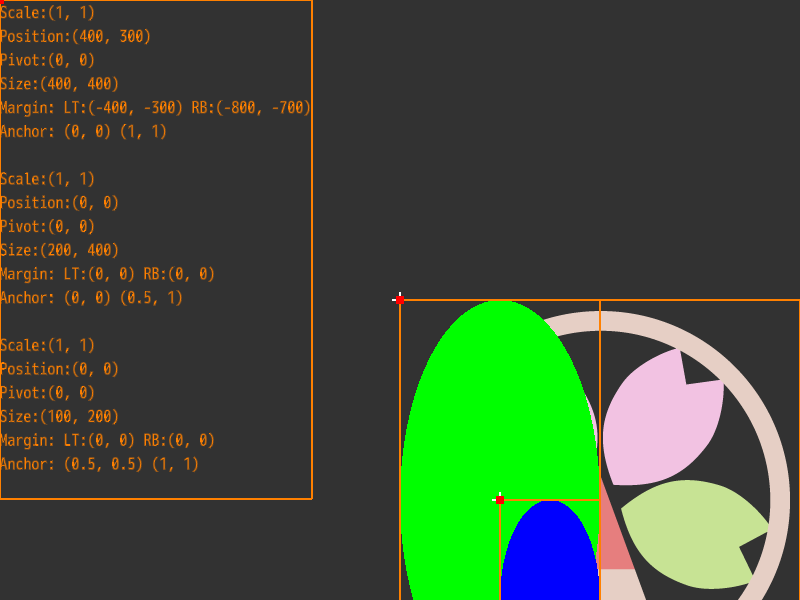 Scale:(1, 1)
Position:(400, 300)
Pivot:(0, 0)
Size:(400, 400)
Margin: LT:(-400, -300) RB:(-800, -700)
Anchor: (0, 0) (1, 1)
Scale:(1, 1)
Position:(0, 0)
Pivot:(0, 0)
Size:(200, 400)
Margin: LT:(0, 0) RB:(0, 0)
Anchor: (0, 0) (0.5, 1)
Scale:(1, 1)
Position:(0, 0)
Pivot:(0, 0)
Size:(100, 200)
Margin: LT:(0, 0) RB:(0, 0)
Anchor: (0.5, 0.5) (1, 1)